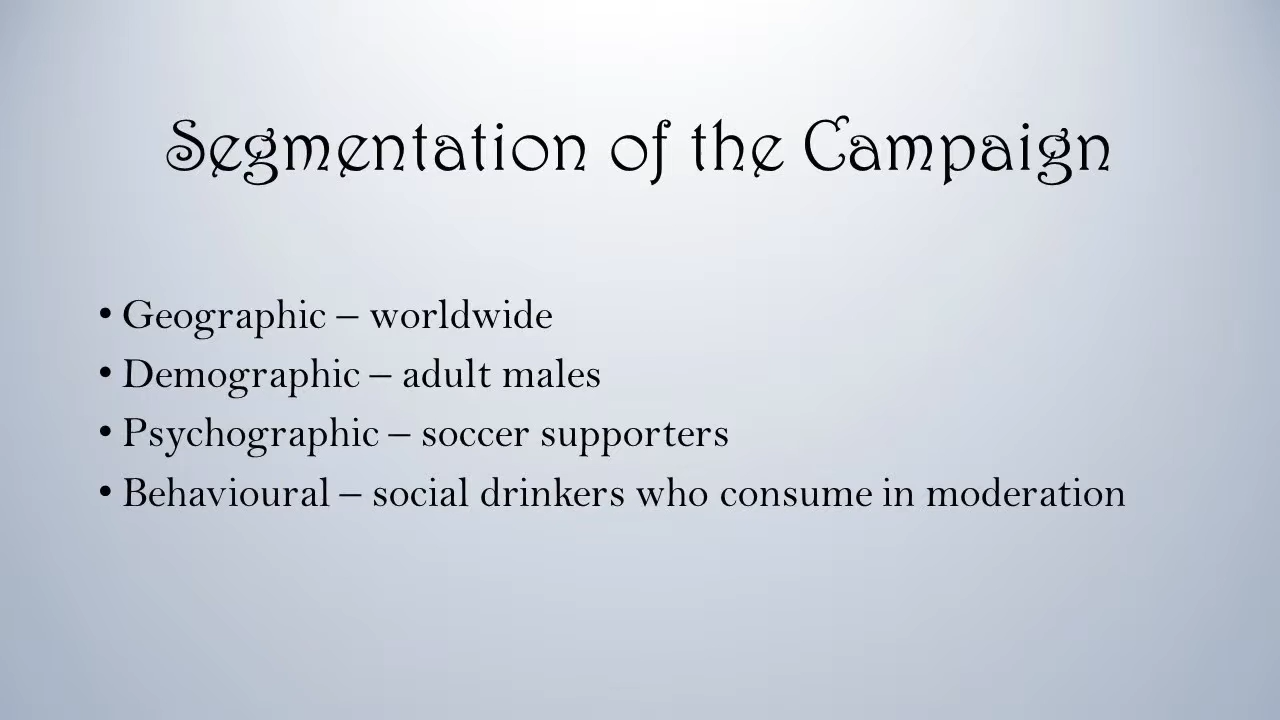 Segmentation of the Campaign
• Geographic – worldwide
• Demographic – adult males
• Psychographic – soccer supporters
• Behavioural – social drinkers who consume in moderation